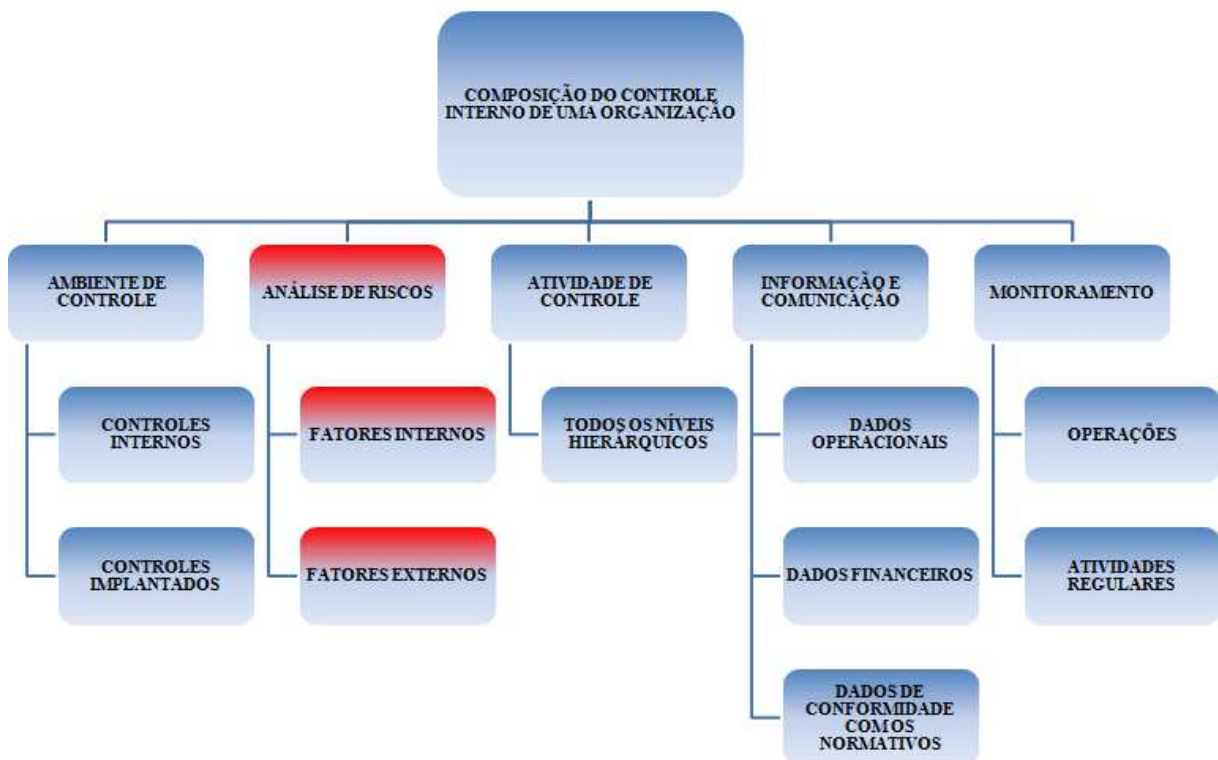 COMPOSIÇÃO DO CONTROLE
INTERNO DE UMA ORGANIZAÇÃO
AMBIENTE DE
CONTROLE
ANÁLISE DE RISCOS
ATIVIDADE DE
CONTROLE
INFORMAÇÃO E
COMUNICAÇÃO
MONITORAMENTO
CONTROLES
INTERNOS
FATORES INTERNOS
TODOS OS NÍVEIS
HIERÁRQUICOS
DADOS
OPERACIONAIS
OPERAÇÕES
CONTROLES
IMPLANTADOS
FATORES EXTERNOS
DADOS FINANCEIROS
ATIVIDADES
REGULARES
DADOS DE
CONFORMIDADE
COM OS
NORMATIVOS